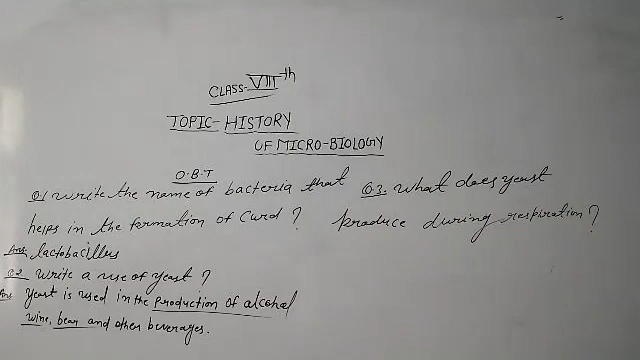 CLASS-VIIIth
TOPIC- HISTORY
OF MICRO-BIOLOGY
O.B.T
Q1 write the name of bacteria that
helps in the formation of Curd?
Ans. lactobacillus
Q2 write a use of yeast?
Ans yeast is used in the production of alcohal
wine, bear and other beverages.
Q3. what does yeast
produce during respiration?